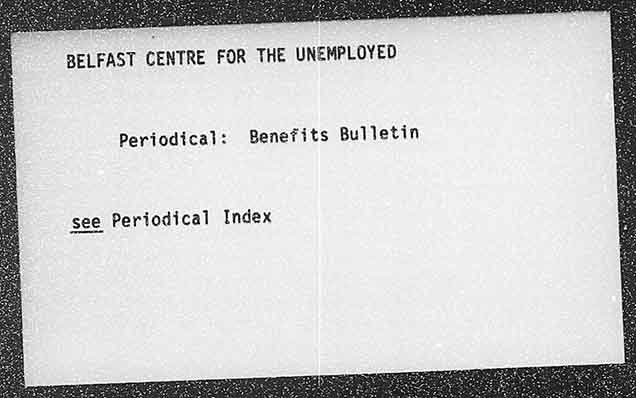 BELFAST CENTRE FOR THE UNEMPLOYED
Periodical: Benefits Bulletin
see Periodical Index